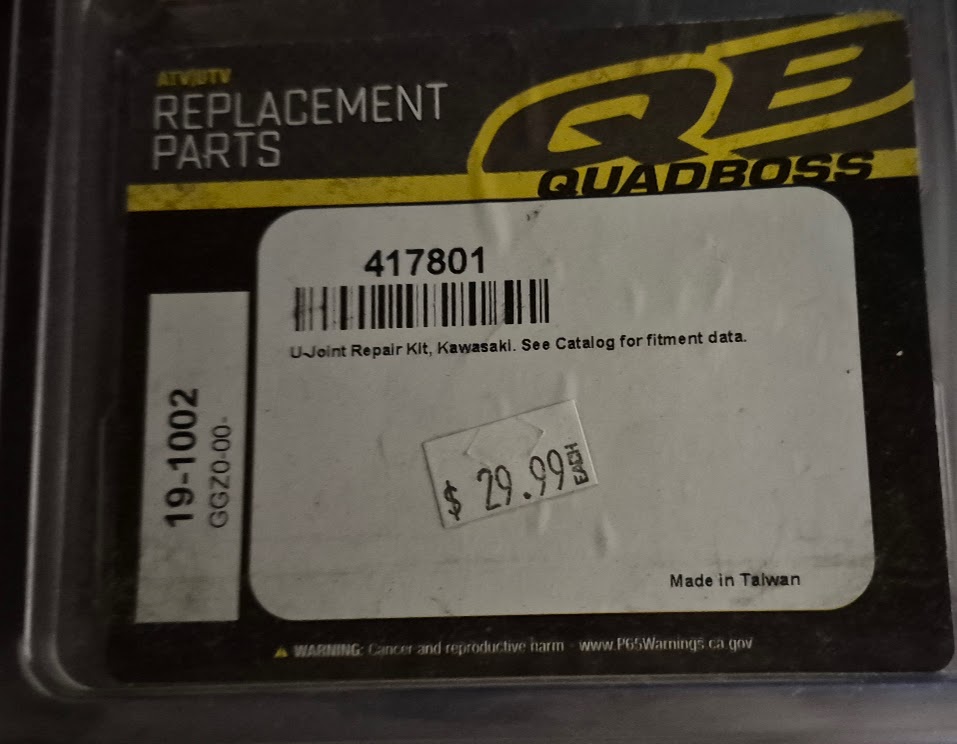 ATV|UTV
REPLACEMENT
PARTS
QB
QUADBOSS
417801
U-Joint Repair Kit, Kawasaki. See Catalog for fitment data.
19-1002
GGZ0-00-
$ 29.99 EACH
Made in Taiwan
WARNING: Cancer and reproductive harm - www.P65Warnings.ca.gov